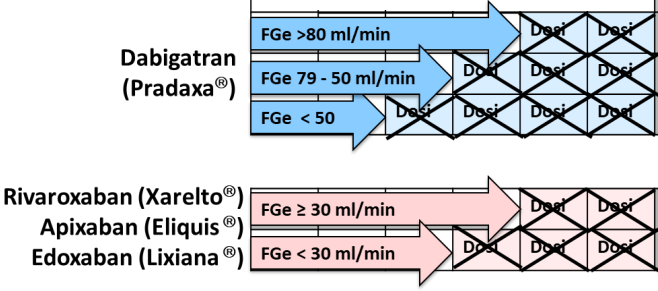 Dabigatran
(Pradaxa®)
FGe >80 ml/min Dosi Dosi
FGe 79 - 50 ml/min Dosi Dosi Dosi
FGe < 50 Dosi Dosi Dosi Dosi
Rivaroxaban (Xarelto®)
Apixaban (Eliquis®)
Edoxaban (Lixiana®)
FGe ≥ 30 ml/min Dosi Dosi
FGe < 30 ml/min Dosi Dosi Dosi